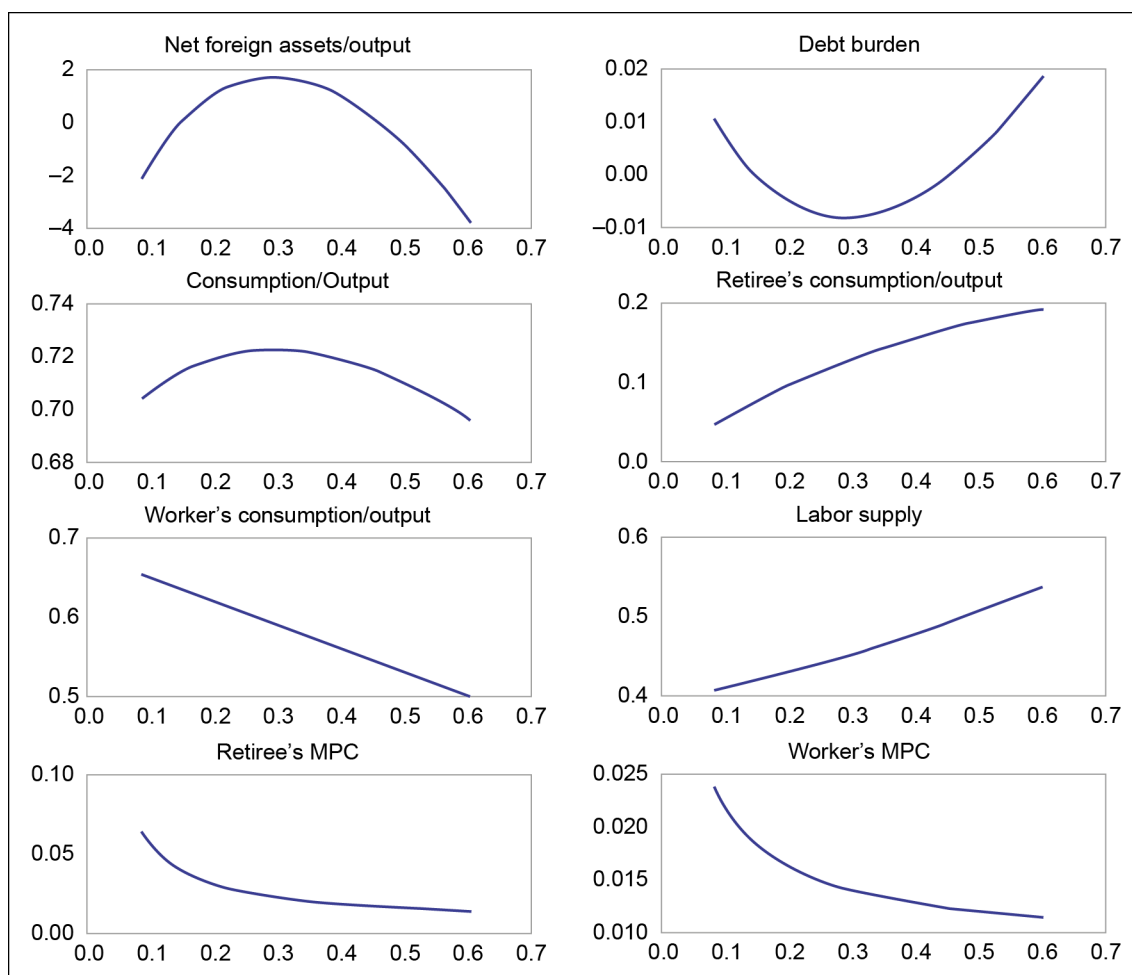 Net foreign assets/output
2
0
–2
–4
0.0 0.1 0.2 0.3 0.4 0.5 0.6 0.7
Debt burden
0.02
0.01
0.00
–0.01
0.0 0.1 0.2 0.3 0.4 0.5 0.6 0.7
Consumption/Output
0.74
0.72
0.70
0.68
0.0 0.1 0.2 0.3 0.4 0.5 0.6 0.7
Retiree's consumption/output
0.2
0.1
0.0
0.0 0.1 0.2 0.3 0.4 0.5 0.6 0.7
Worker's consumption/output
0.7
0.6
0.5
0.0 0.1 0.2 0.3 0.4 0.5 0.6 0.7
Labor supply
0.6
0.5
0.4
0.0 0.1 0.2 0.3 0.4 0.5 0.6 0.7
Retiree's MPC
0.10
0.05
0.00
0.0 0.1 0.2 0.3 0.4 0.5 0.6 0.7
Worker's MPC
0.025
0.020
0.015
0.010
0.0 0.1 0.2 0.3 0.4 0.5 0.6 0.7